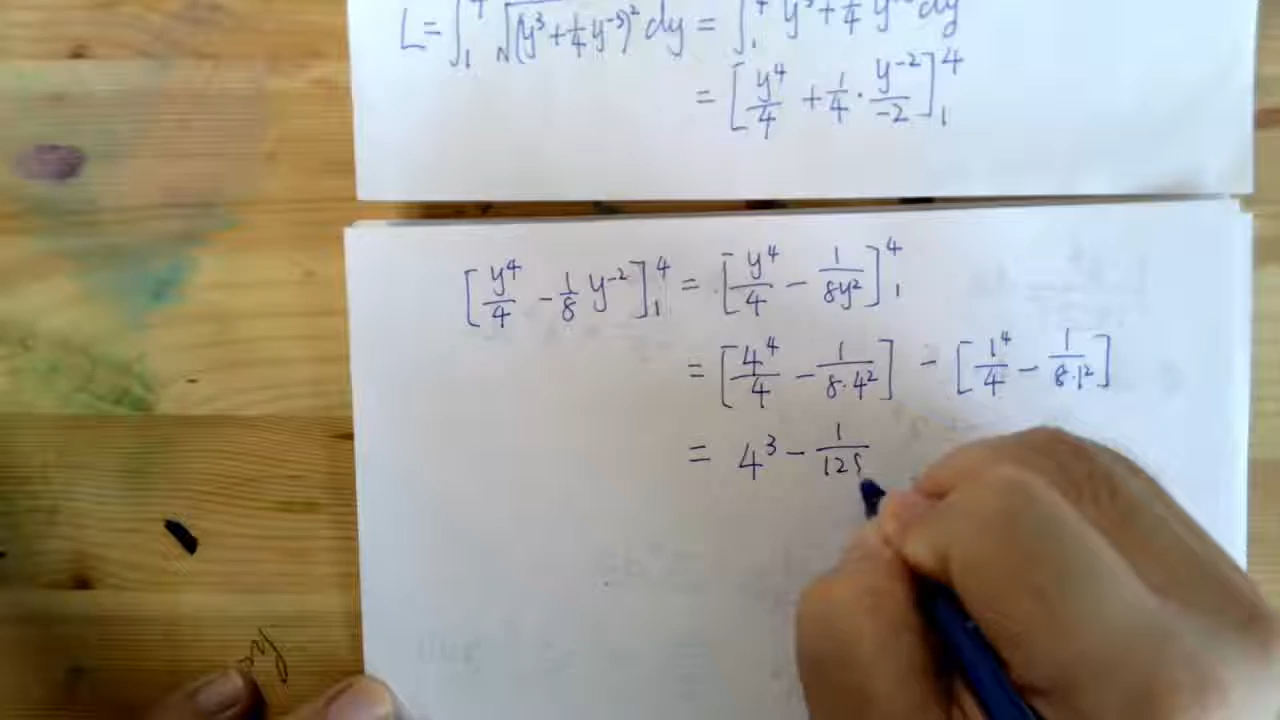 L = ∫₁⁴ √(y³ + 1/4 y⁻³)² dy = ∫₁⁴ y³ + 1/4 y⁻³ dy
= [y⁴/4 + 1/4 · y⁻²/-2]₁⁴
[y⁴/4 - 1/8 y⁻²]₁⁴ = [y⁴/4 - 1/8y²]₁⁴
= [4⁴/4 - 1/8·4²] - [1⁴/4 - 1/8·1²]
= 4³ - 1/128